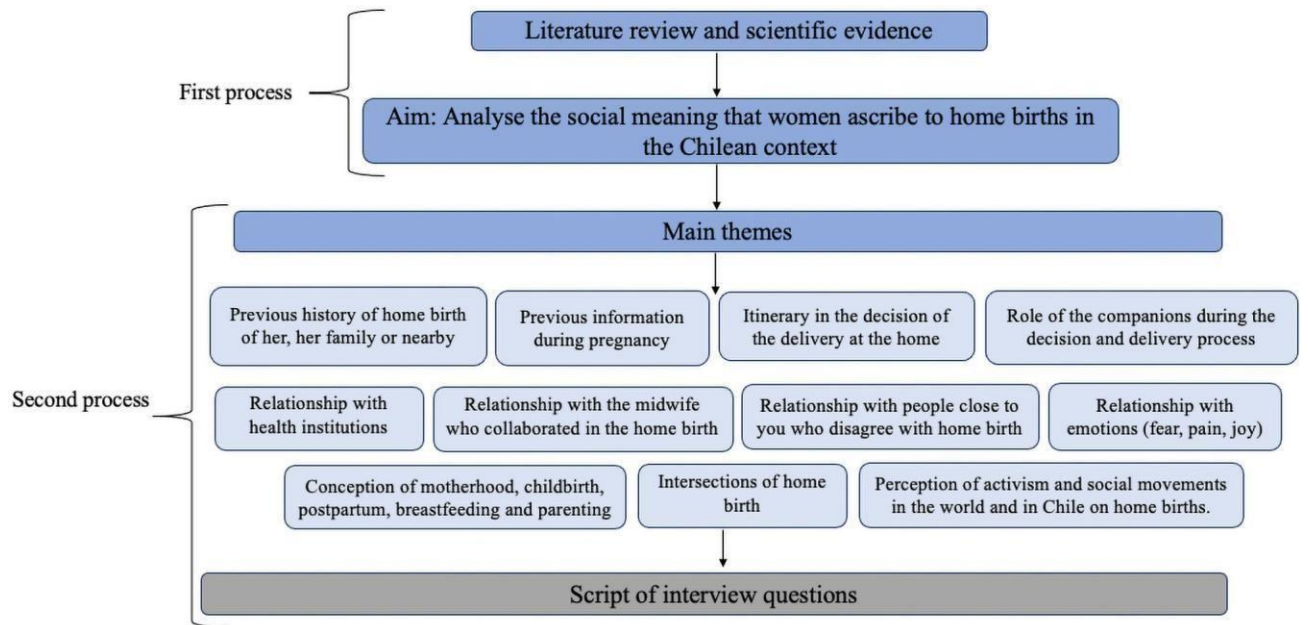 Literature review and scientific evidence
First process
Aim: Analyse the social meaning that women ascribe to home births in
the Chilean context
Main themes
Previous history of home birth
of her, her family or nearby
Previous information
during pregnancy
Itinerary in the decision of
the delivery at the home
Role of the companions during the
decision and delivery process
Second process
Relationship with
health institutions
Relationship with the midwife
who collaborated in the home birth
Relationship with people close to
you who disagree with home birth
Relationship with
emotions (fear, pain, joy)
Conception of motherhood, childbirth,
postpartum, breastfeeding and parenting
Intersections of home
birth
Perception of activism and social movements
in the world and in Chile on home births.
Script of interview questions